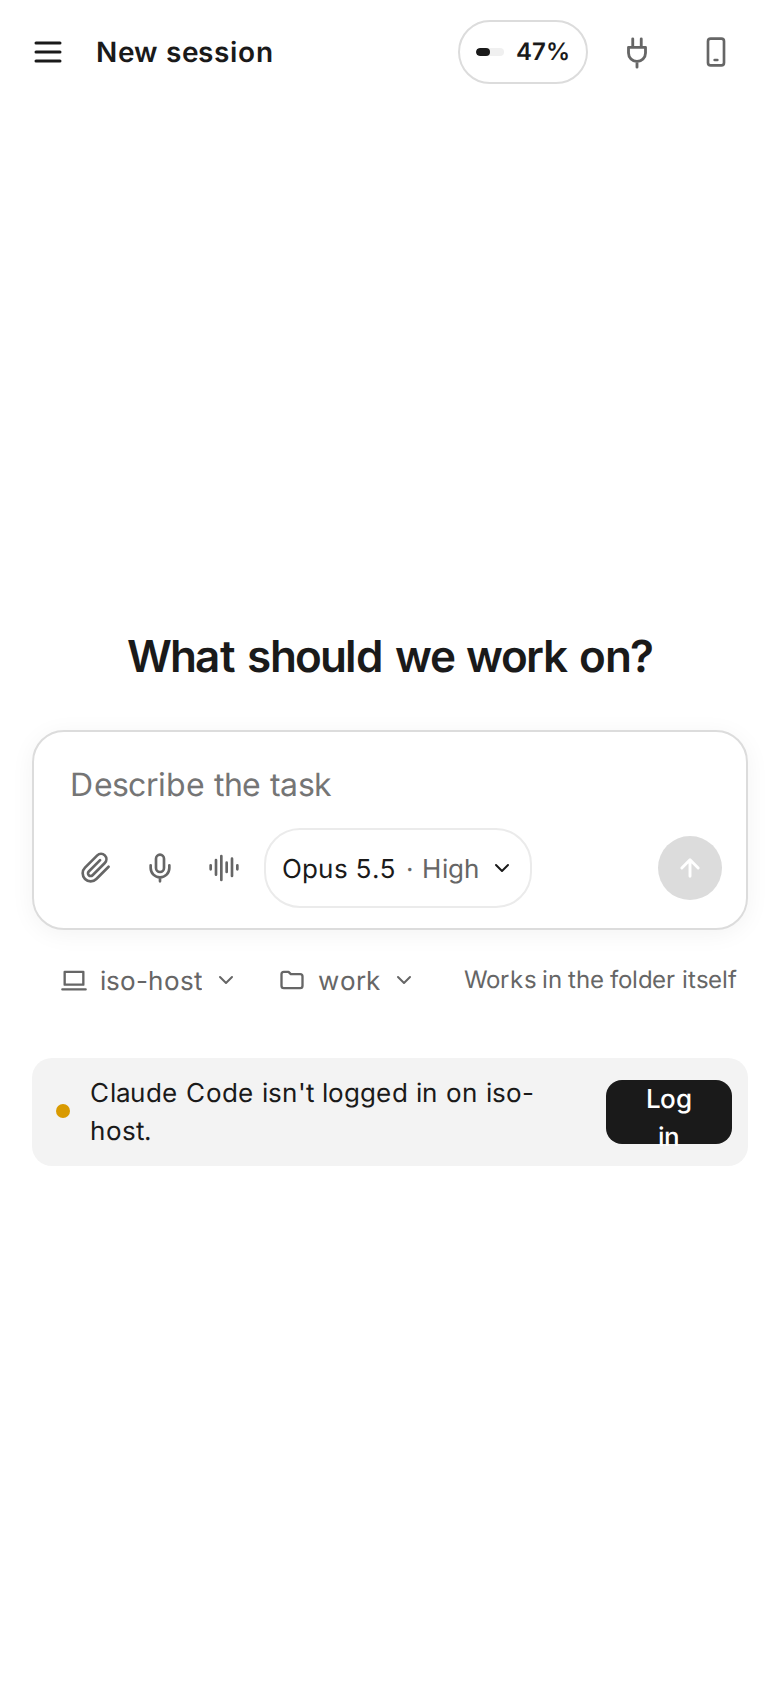 New session
47%
What should we work on?
Describe the task
Opus 5.5 · High
iso-host
work
Works in the folder itself
Claude Code isn't logged in on iso-
host.
Log
in